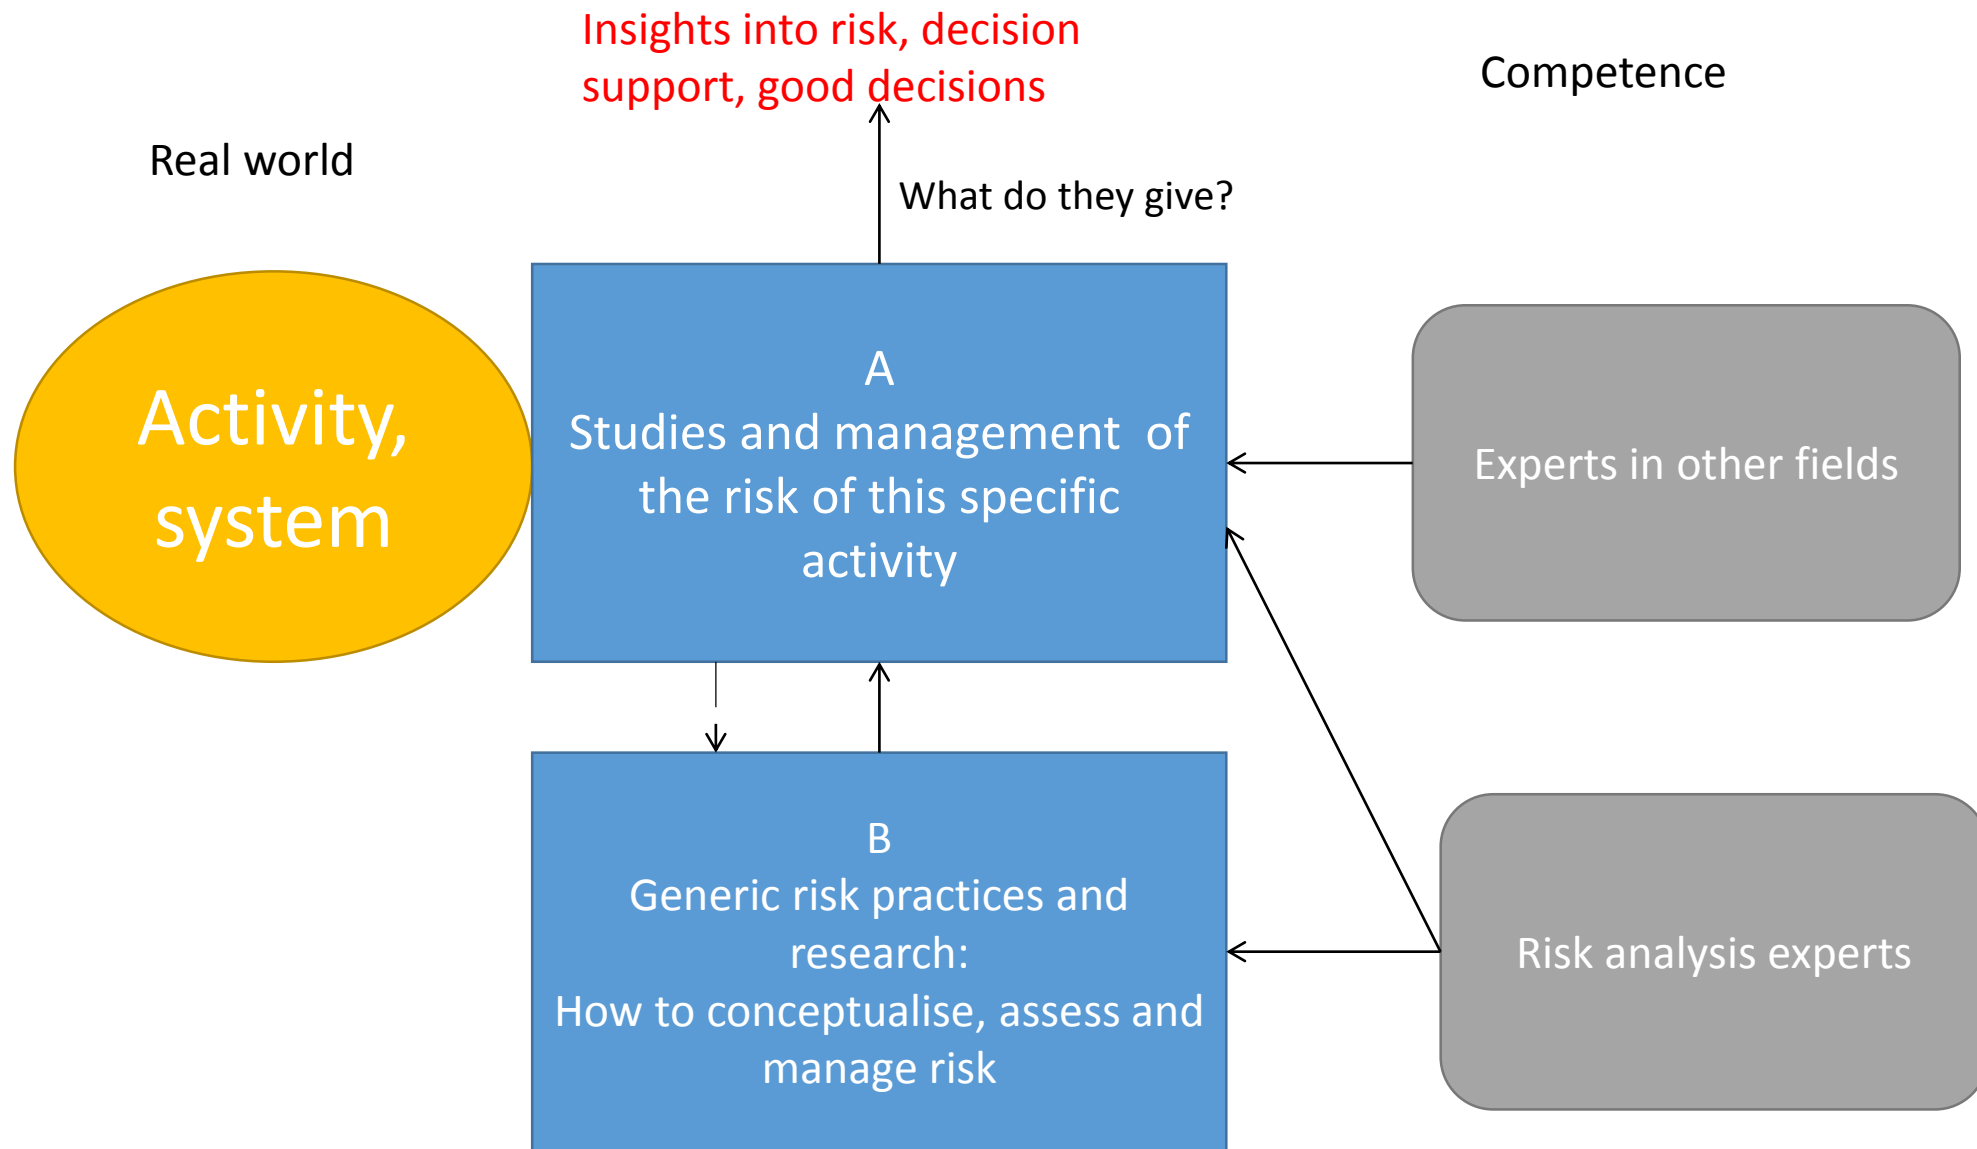 Insights into risk, decision
support, good decisions
Competence
Real world
What do they give?
Activity,
system
A
Studies and management  of
the risk of this specific
activity
Experts in other fields
B
Generic risk practices and
research:
How to conceptualise, assess and
manage risk
Risk analysis experts